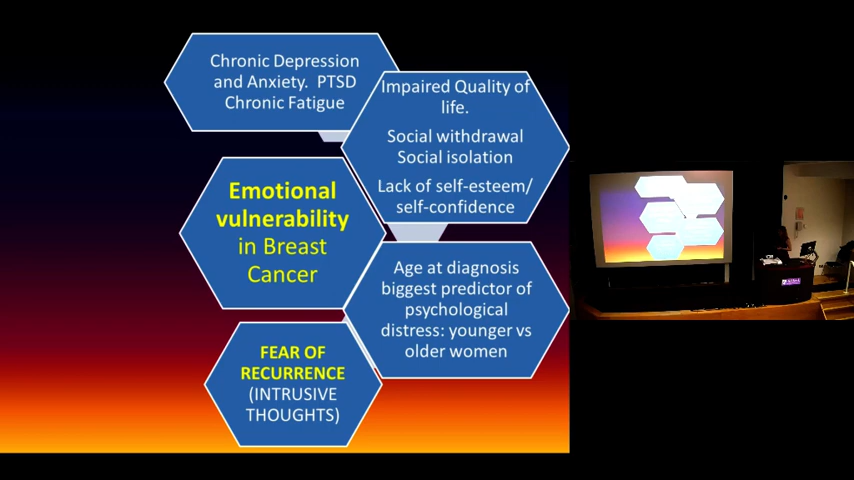 Chronic Depression
and Anxiety. PTSD
Chronic Fatigue
Impaired Quality of
life.
Social withdrawal
Social isolation
Lack of self-esteem/
self-confidence
Emotional
vulnerability
in Breast
Cancer
Age at diagnosis
biggest predictor of
psychological
distress: younger vs
older women
FEAR OF
RECURRENCE
(INTRUSIVE
THOUGHTS)